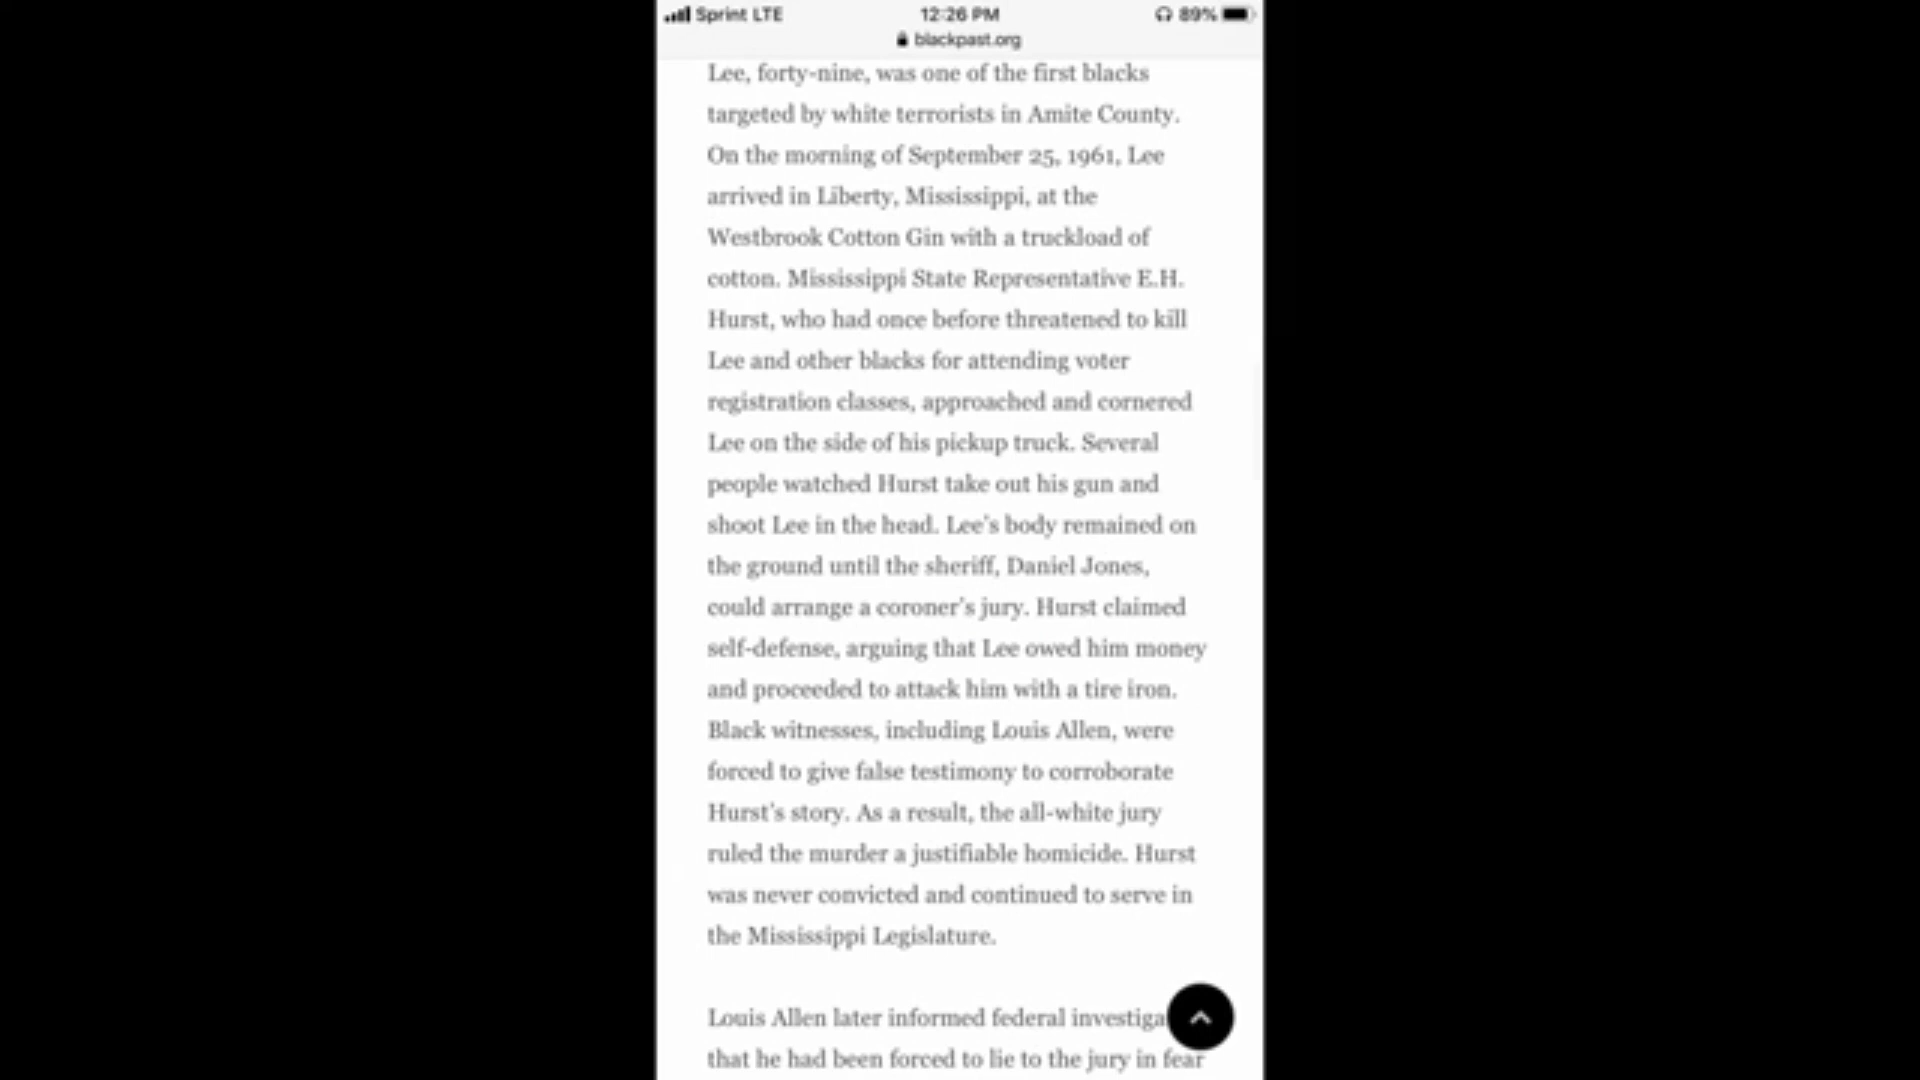 Sprint LTE 12:26 PM 89%
blackpast.org
Lee, forty-nine, was one of the first blacks
targeted by white terrorists in Amite County.
On the morning of September 25, 1961, Lee
arrived in Liberty, Mississippi, at the
Westbrook Cotton Gin with a truckload of
cotton. Mississippi State Representative E.H.
Hurst, who had once before threatened to kill
Lee and other blacks for attending voter
registration classes, approached and cornered
Lee on the side of his pickup truck. Several
people watched Hurst take out his gun and
shoot Lee in the head. Lee's body remained on
the ground until the sheriff, Daniel Jones,
could arrange a coroner's jury. Hurst claimed
self-defense, arguing that Lee owed him money
and proceeded to attack him with a tire iron.
Black witnesses, including Louis Allen, were
forced to give false testimony to corroborate
Hurst's story. As a result, the all-white jury
ruled the murder a justifiable homicide. Hurst
was never convicted and continued to serve in
the Mississippi Legislature.
Louis Allen later informed federal investiga
that he had been forced to lie to the jury in fear